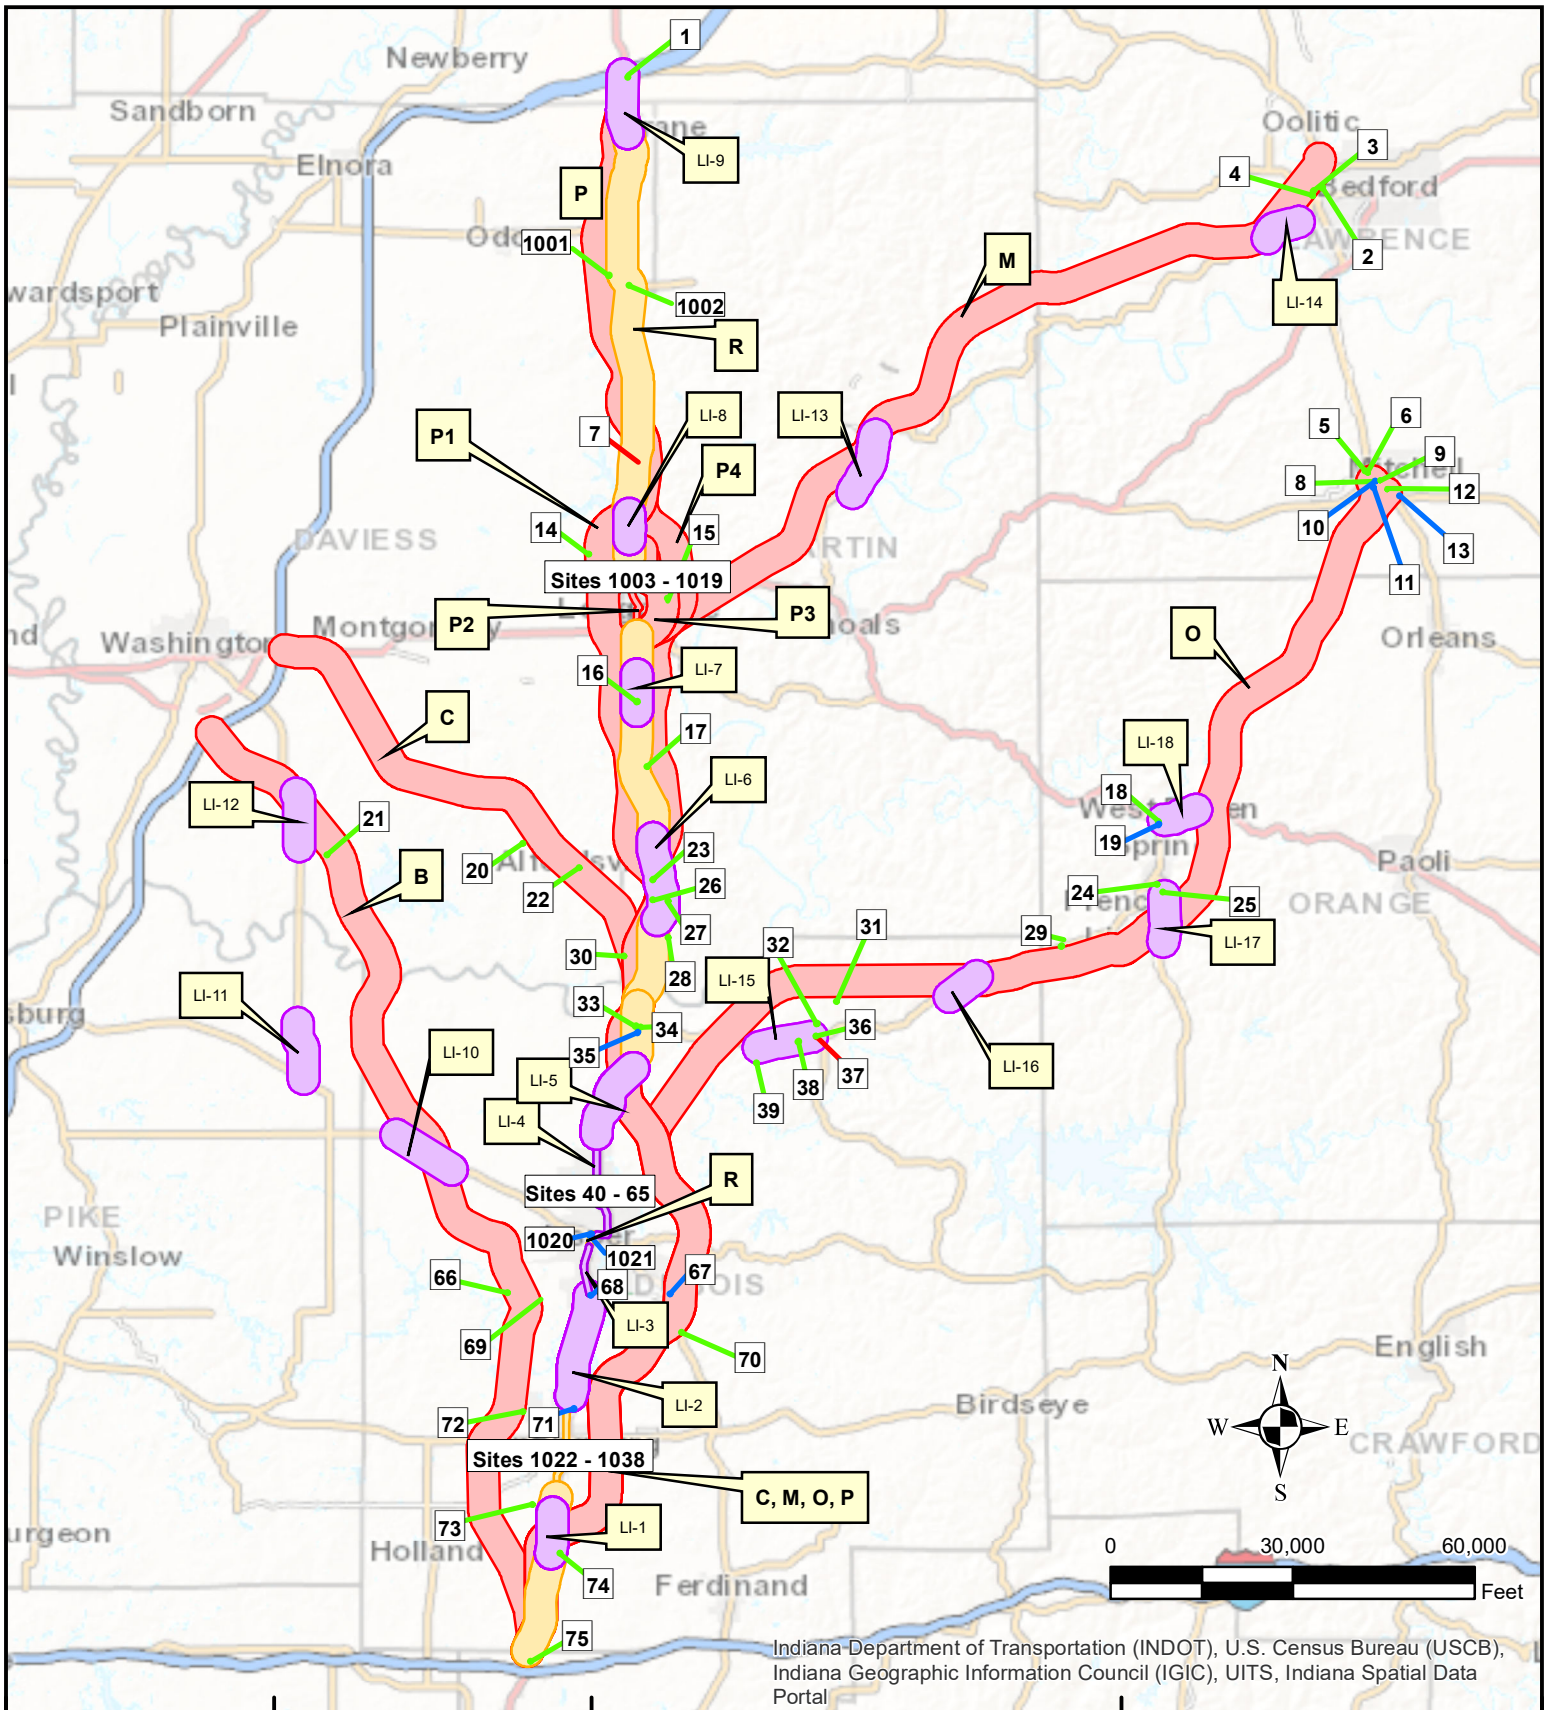 1
Newberry
Sandborn
Elnora
LI-9
P
1001
1002
R
Oolitic
3
4
Bedford
LAWRENCE
2
M
LI-14
Plainville
7
P1
LI-8
P4
LI-13
5
6
9
Mitchell
8
12
10
13
11
DAVIESS
14
15
Sites 1003 - 1019
P2
P3
Washington
Orleans
O
16
LI-7
C
17
LI-6
LI-18
18
19
LI-12
21
20
22
B
23
26
27
28
Paoli
ORANGE
24
25
LI-17
29
30
31
32
LI-15
33
34
35
36
37
38
39
LI-11
LI-10
LI-5
LI-4
LI-16
Sites 40 - 65
R
PIKE
Winslow
1020
1021
67
68
66
69
LI-3
70
LI-2
English
72
71
Birdseye
CRAWFORD
Sites 1022 - 1038
C, M, O, P
73
LI-1
Holland
74
Ferdinand
75
N
W
E
S
0
30,000
60,000
Feet
Indiana Department of Transportation (INDOT), U.S. Census Bureau (USCB),
Indiana Geographic Information Council (IGIC), UITS, Indiana Spatial Data
Portal